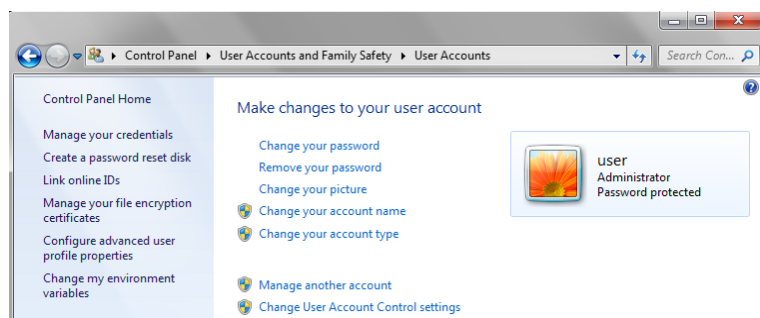 Control Panel User Accounts and Family Safety User Accounts Search Con...
Control Panel Home
Manage your credentials
Create a password reset disk
Link online IDs
Manage your file encryption
certificates
Configure advanced user
profile properties
Change my environment
variables
Make changes to your user account
Change your password
Remove your password
Change your picture
Change your account name
Change your account type
Manage another account
Change User Account Control settings
user
Administrator
Password protected